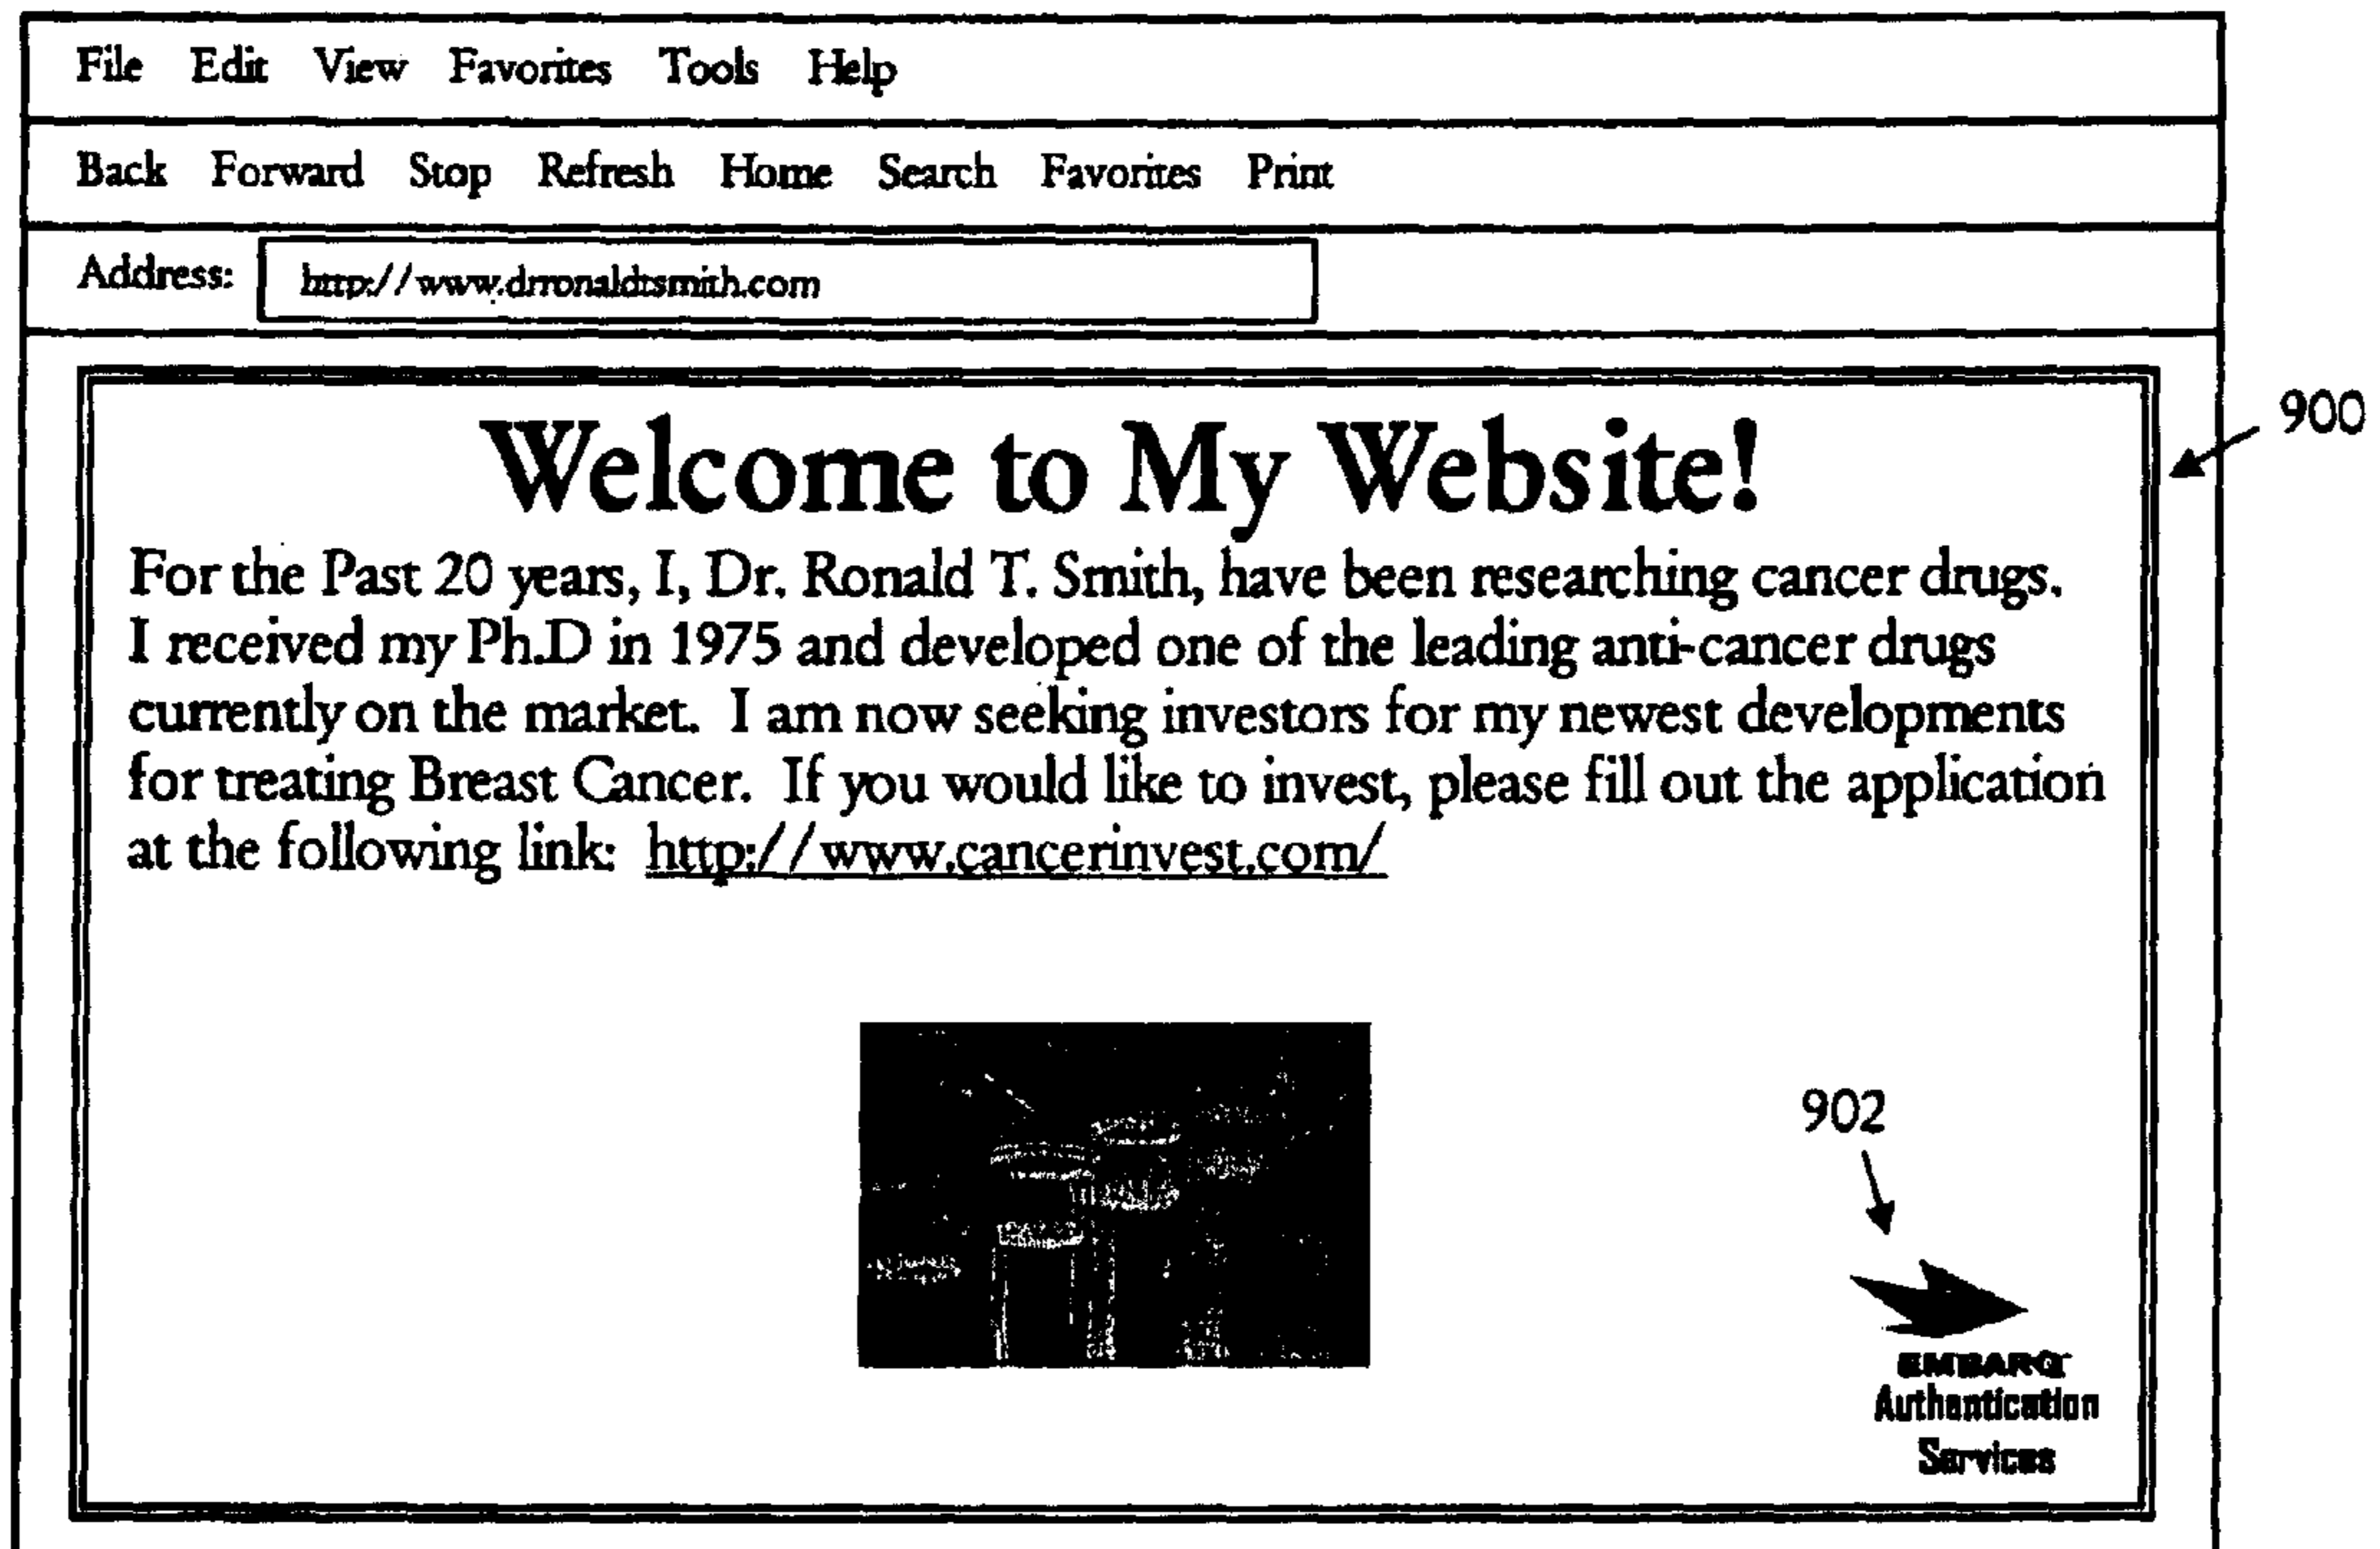 File Edit View Favorites Tools Help
Back Forward Stop Refresh Home Search Favorites Print
Address: http://www.drronaldtsmith.com
900
Welcome to My Website!
For the Past 20 years, I, Dr. Ronald T. Smith, have been researching cancer drugs.
I received my Ph.D in 1975 and developed one of the leading anti-cancer drugs
currently on the market. I am now seeking investors for my newest developments
for treating Breast Cancer. If you would like to invest, please fill out the application
at the following link: http://www.cancerinvest.com/
902
EMBARQ
Authentication
Services